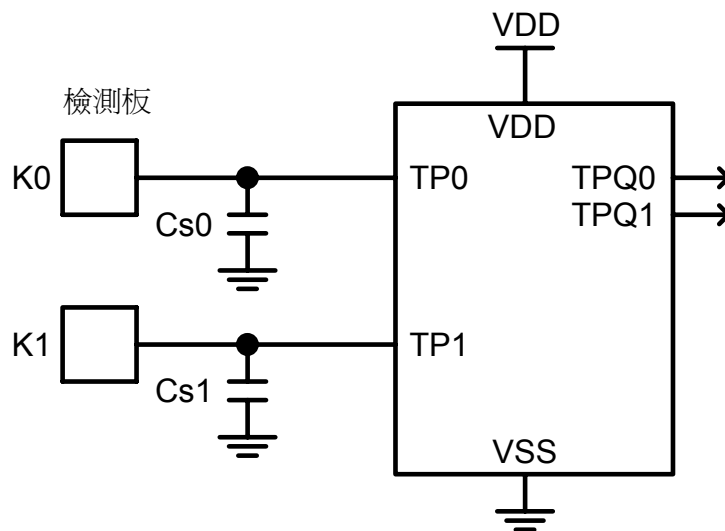 VDD
檢測板
VDD
K0
TP0
TPQ0
Cs0
TPQ1
K1
TP1
Cs1
VSS